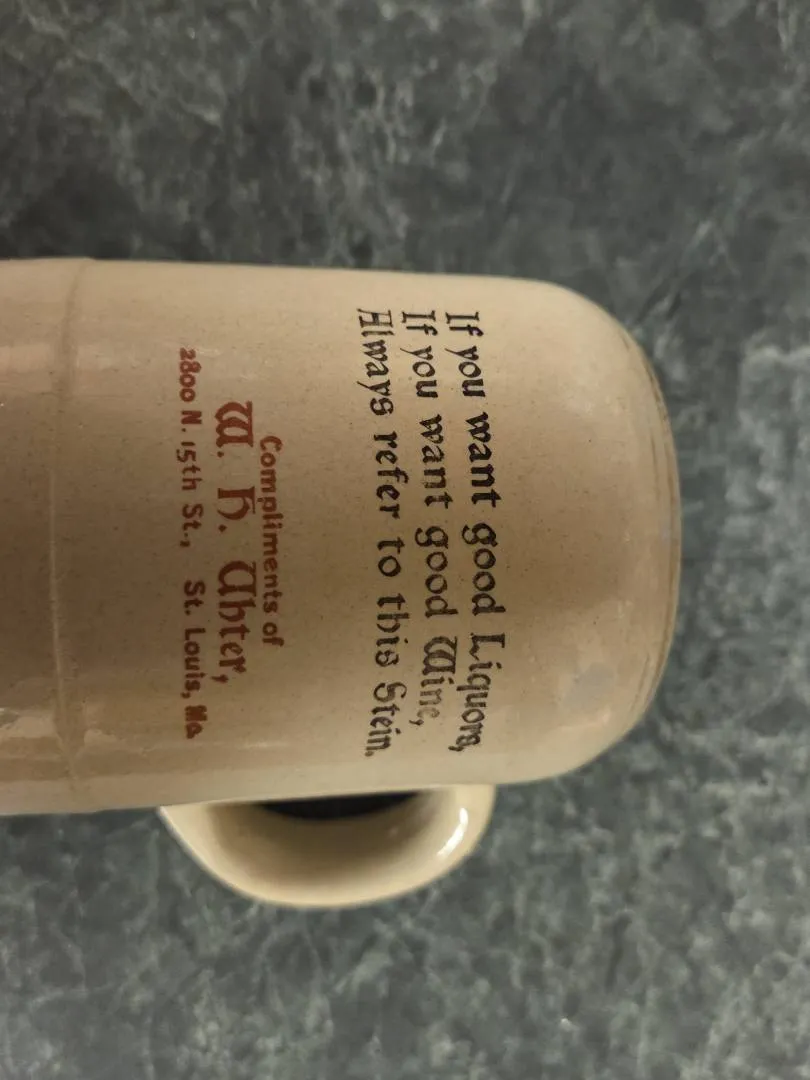 If you want good Liquors,
If you want good Wine,
Always refer to this Stein.
Compliments of
W. H. Uhter,
2800 N. 15th St., St. Louis, Mo.